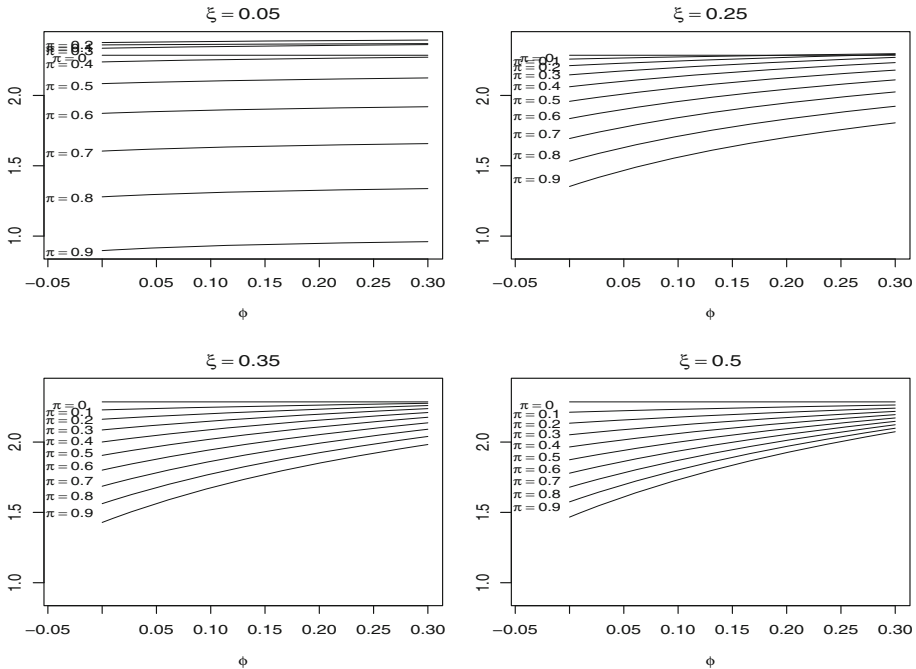 ξ = 0.05
π = 0.2
π = 0.3
π = 0
π = 0.4
π = 0.5
π = 0.6
π = 0.7
π = 0.8
π = 0.9
2.0
1.5
1.0
−0.05 0.05 0.10 0.15 0.20 0.25 0.30
ϕ
ξ = 0.25
π = 0.1
π = 0.2
π = 0.3
π = 0.4
π = 0.5
π = 0.6
π = 0.7
π = 0.8
π = 0.9
2.0
1.5
1.0
−0.05 0.05 0.10 0.15 0.20 0.25 0.30
ϕ
ξ = 0.35
π = 0
π = 0.1
π = 0.2
π = 0.3
π = 0.4
π = 0.5
π = 0.6
π = 0.7
π = 0.8
π = 0.9
2.0
1.5
1.0
−0.05 0.05 0.10 0.15 0.20 0.25 0.30
ϕ
ξ = 0.5
π = 0
π = 0.1
π = 0.2
π = 0.3
π = 0.4
π = 0.5
π = 0.6
π = 0.7
π = 0.8
π = 0.9
2.0
1.5
1.0
−0.05 0.05 0.10 0.15 0.20 0.25 0.30
ϕ